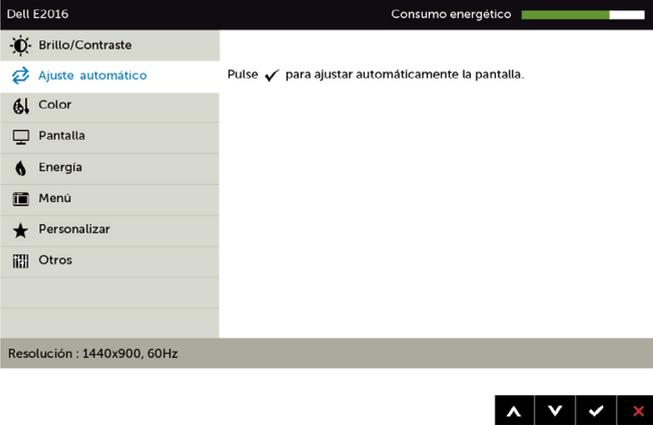 Dell E2016
Consumo energético
Brillo/Contraste
Ajuste automático
Pulse ✓ para ajustar automáticamente la pantalla.
Color
Pantalla
Energía
Menú
Personalizar
Otros
Resolución : 1440x900, 60Hz